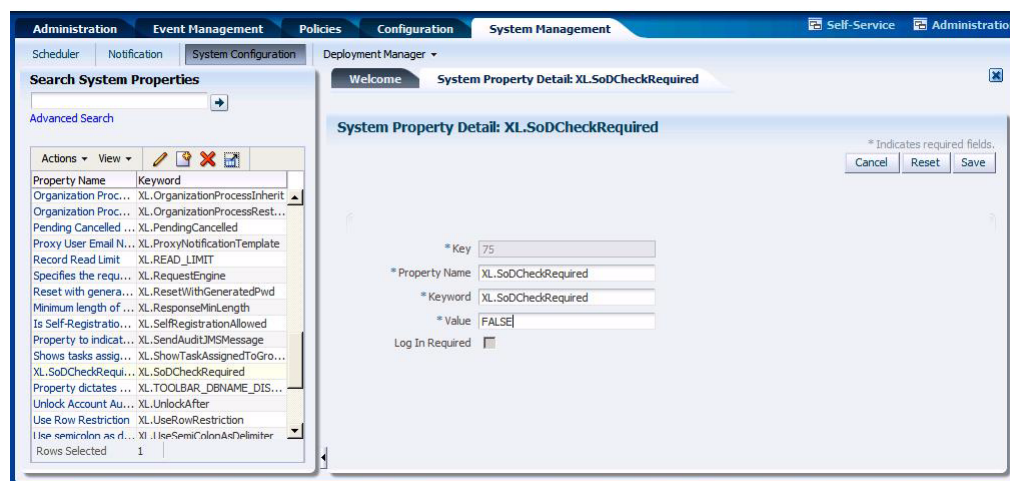 Administration Event Management Policies Configuration System Management Self-Service Administratio
Scheduler Notification System Configuration Deployment Manager
Search System Properties
Advanced Search
Actions View
Property Name Keyword
Organization Proc... XL.OrganizationProcessInherit
Organization Proc... XL.OrganizationProcessRest...
Pending Cancelled ... XL.PendingCancelled
Proxy User Email N... XL.ProxyNotificationTemplate
Record Read Limit XL.READ_LIMIT
Specifies the requ... XL.RequestEngine
Reset with genera... XL.ResetWithGeneratedPwd
Minimum length of ... XL.ResponseMinLength
Is Self-Registratio... XL.SelfRegistrationAllowed
Property to indicat... XL.SendAuditJMSMessage
Shows tasks assig... XL.ShowTaskAssignedToGro...
XL.SoDCheckRequi... XL.SoDCheckRequired
Property dictates ... XL.TOOLBAR_DBNAME_DIS...
Unlock Account Au... XL.UnlockAfter
Use Row Restriction XL.UseRowRestriction
Use semicolon as d... XL.UseSemiColonAsDelimiter
Rows Selected 1
Welcome System Property Detail: XL.SoDCheckRequired
System Property Detail: XL.SoDCheckRequired
* Indicates required fields.
Cancel Reset Save
* Key 75
* Property Name XL.SoDCheckRequired
* Keyword XL.SoDCheckRequired
* Value FALSE
Log In Required